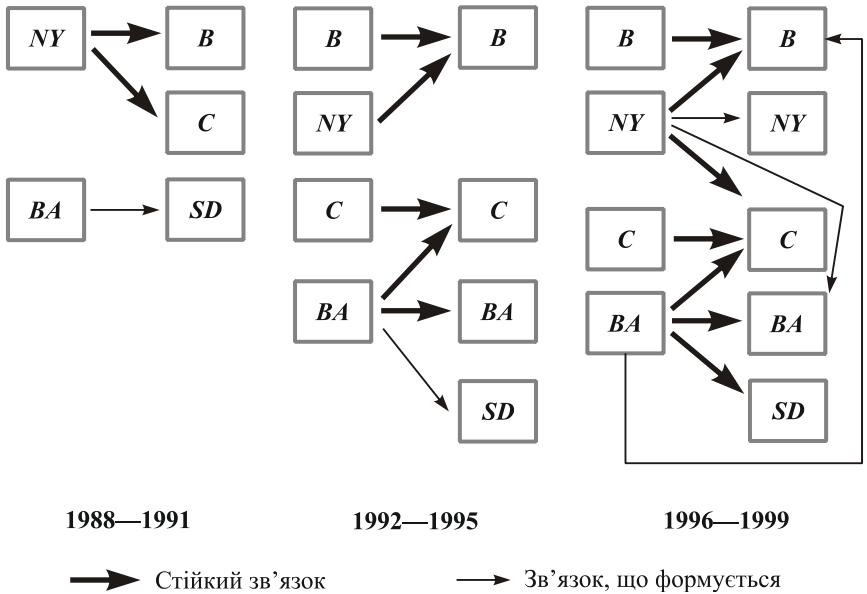 NY B B B B B
C NY NY NY
BA SD C C C C
BA BA BA BA
SD SD
1988—1991 1992—1995 1996—1999
Стійкий зв’язок Зв’язок, що формується